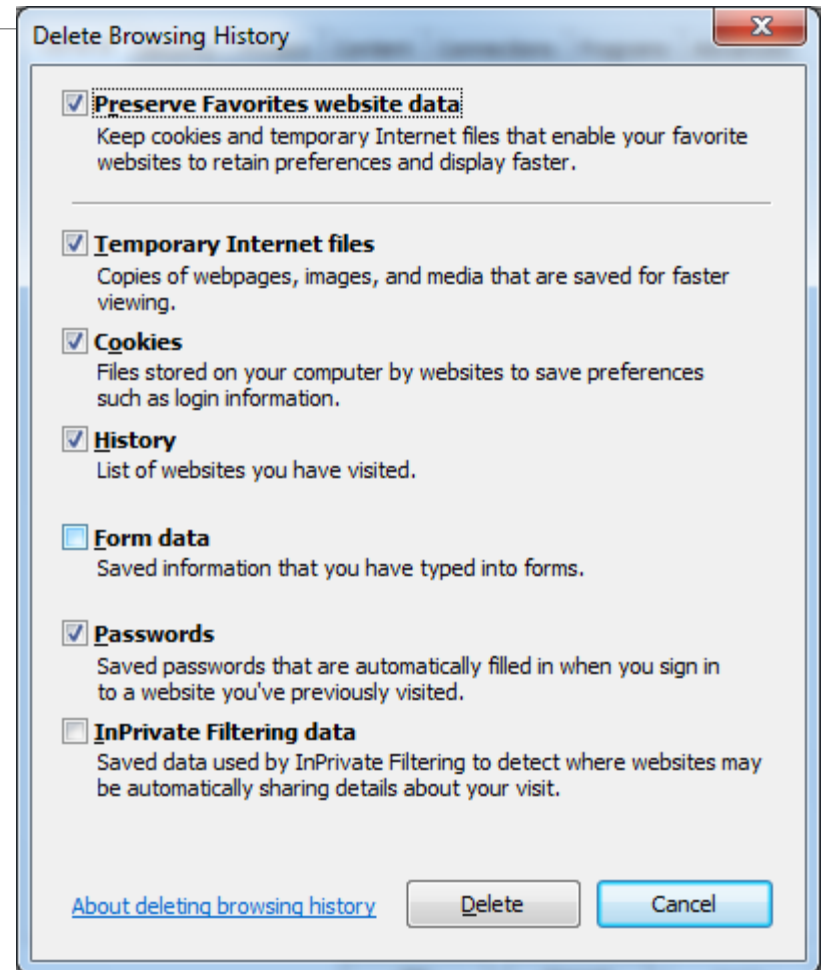 Delete Browsing History
Preserve Favorites website data
Keep cookies and temporary Internet files that enable your favorite
websites to retain preferences and display faster.
Temporary Internet files
Copies of webpages, images, and media that are saved for faster
viewing.
Cookies
Files stored on your computer by websites to save preferences
such as login information.
History
List of websites you have visited.
Form data
Saved information that you have typed into forms.
Passwords
Saved passwords that are automatically filled in when you sign in
to a website you've previously visited.
InPrivate Filtering data
Saved data used by InPrivate Filtering to detect where websites may
be automatically sharing details about your visit.
About deleting browsing history
Delete
Cancel